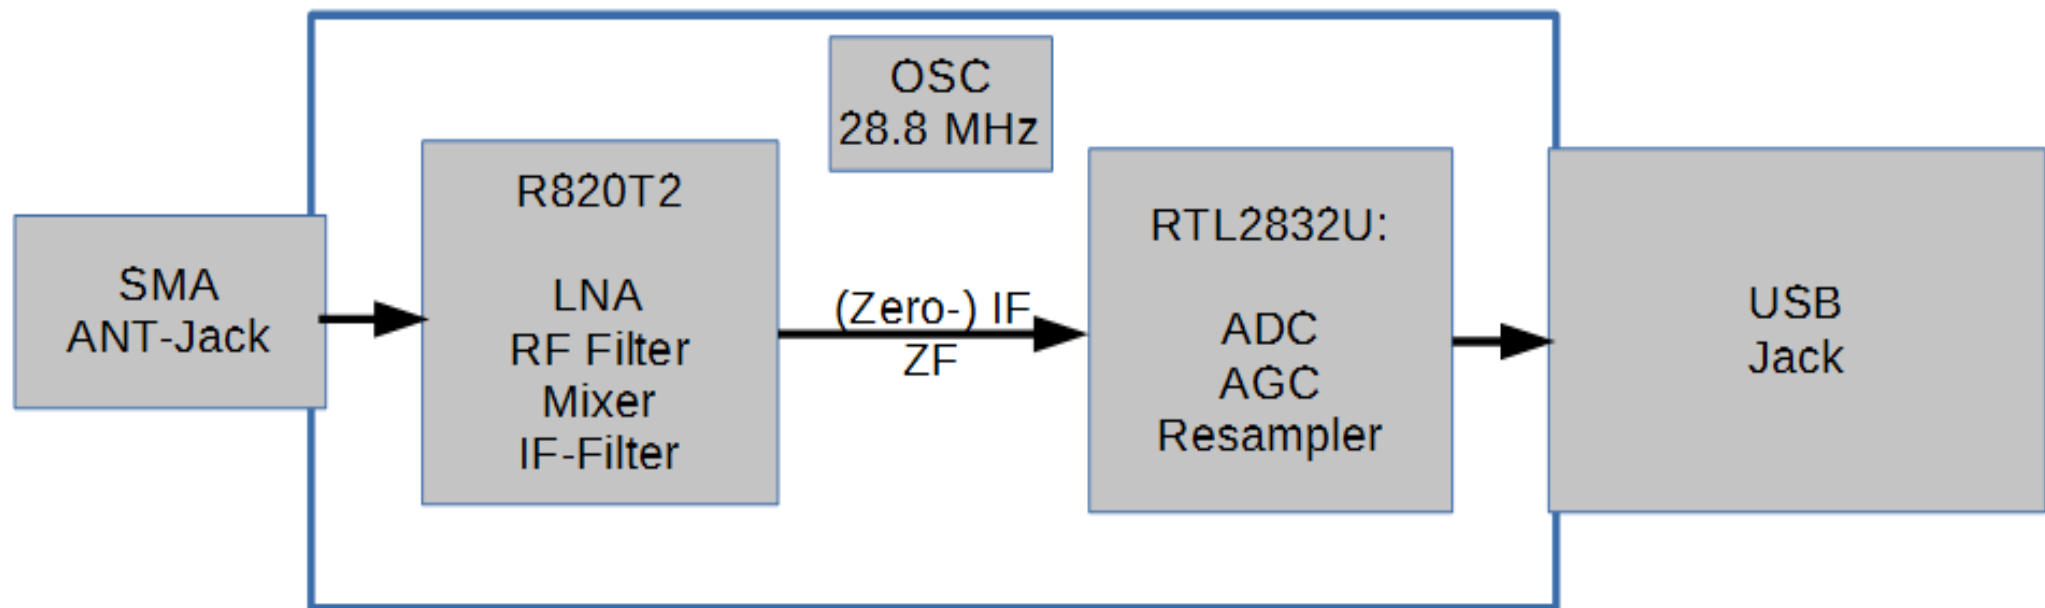 OSC
28.8 MHz
SMA
ANT-Jack
R820T2
LNA
RF Filter
Mixer
IF-Filter
(Zero-) IF
ZF
RTL2832U:
ADC
AGC
Resampler
USB
Jack